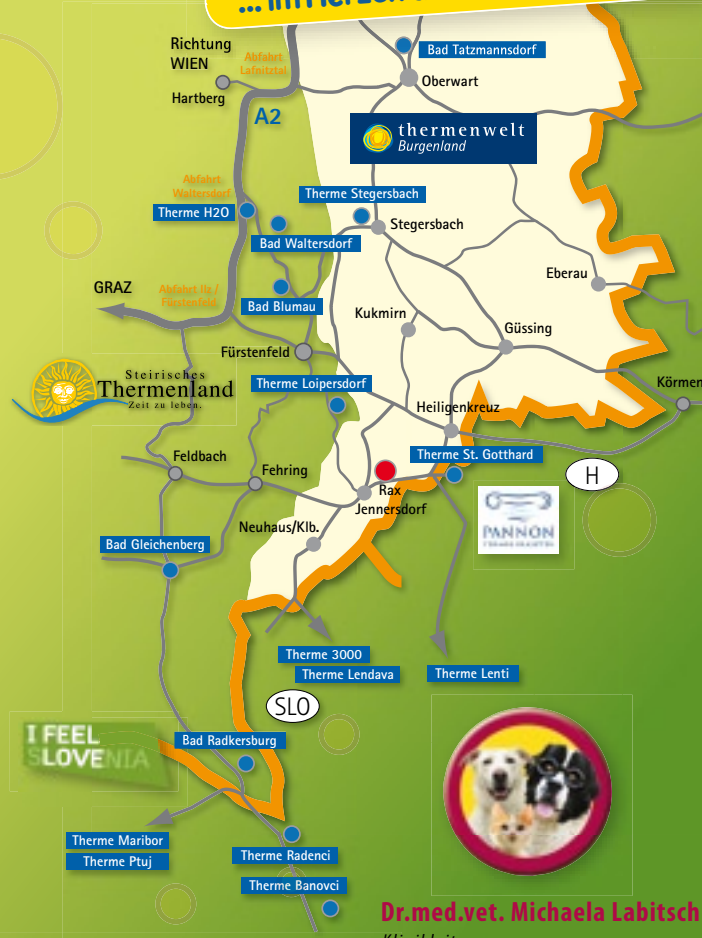 Richtung
WIEN
Abfahrt
Lafnitztal
Bad Tatzmannsdorf
Oberwart
Hartberg
A2
thermenwelt
Burgenland
Abfahrt
Waltersdorf
Therme Stegersbach
Therme H2O
Stegersbach
Bad Waltersdorf
Eberau
GRAZ
Abfahrt Ilz /
Fürstenfeld
Bad Blumau
Kukmirn
Güssing
Fürstenfeld
Steirisches
Thermenland
Zeit zu leben.
Therme Loipersdorf
Körmen
Heiligenkreuz
Feldbach
Therme St. Gotthard
Fehring
H
Rax
Jennersdorf
PANNON
Neuhaus/Klb.
Bad Gleichenberg
Therme 3000
Therme Lendava
Therme Lenti
SLO
I FEEL
SLOVENIA
Bad Radkersburg
Therme Maribor
Therme Ptuj
Therme Radenci
Therme Banovci
Dr.med.vet. Michaela Labitsch